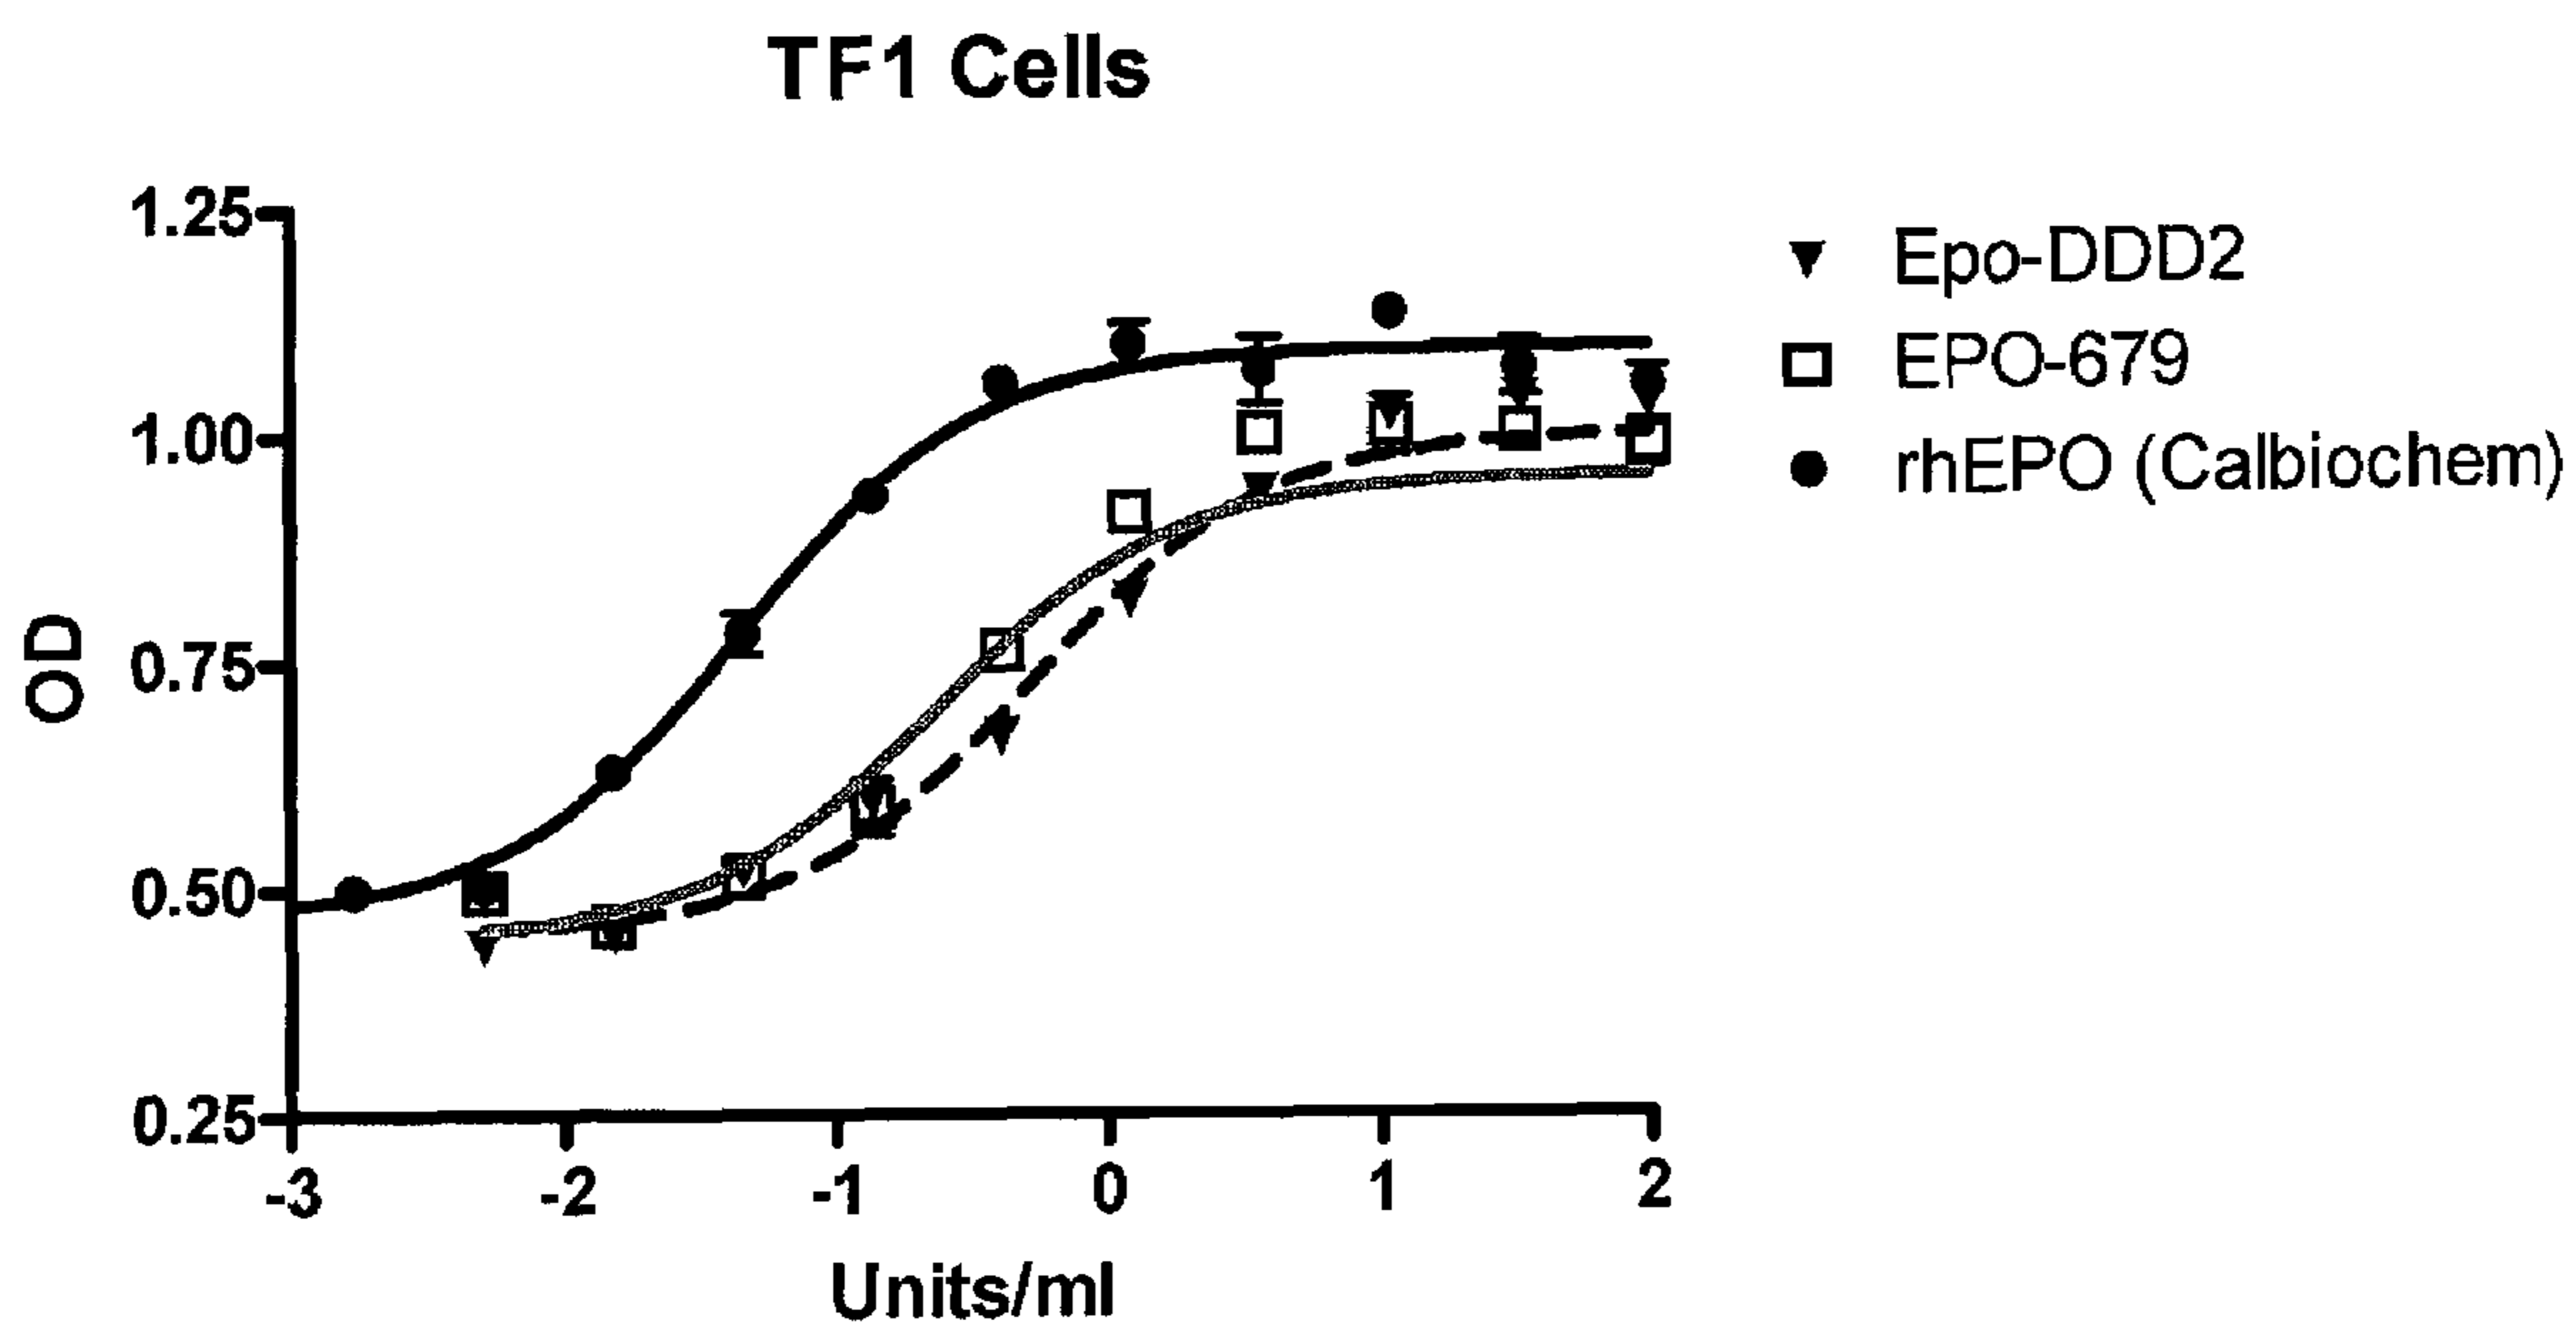 TF1 Cells
1.25
1.00
0.75
0.50
0.25
OD
-3 -2 -1 0 1 2
Units/ml
Epo-DDD2
EPO-679
rhEPO (Calbiochem)